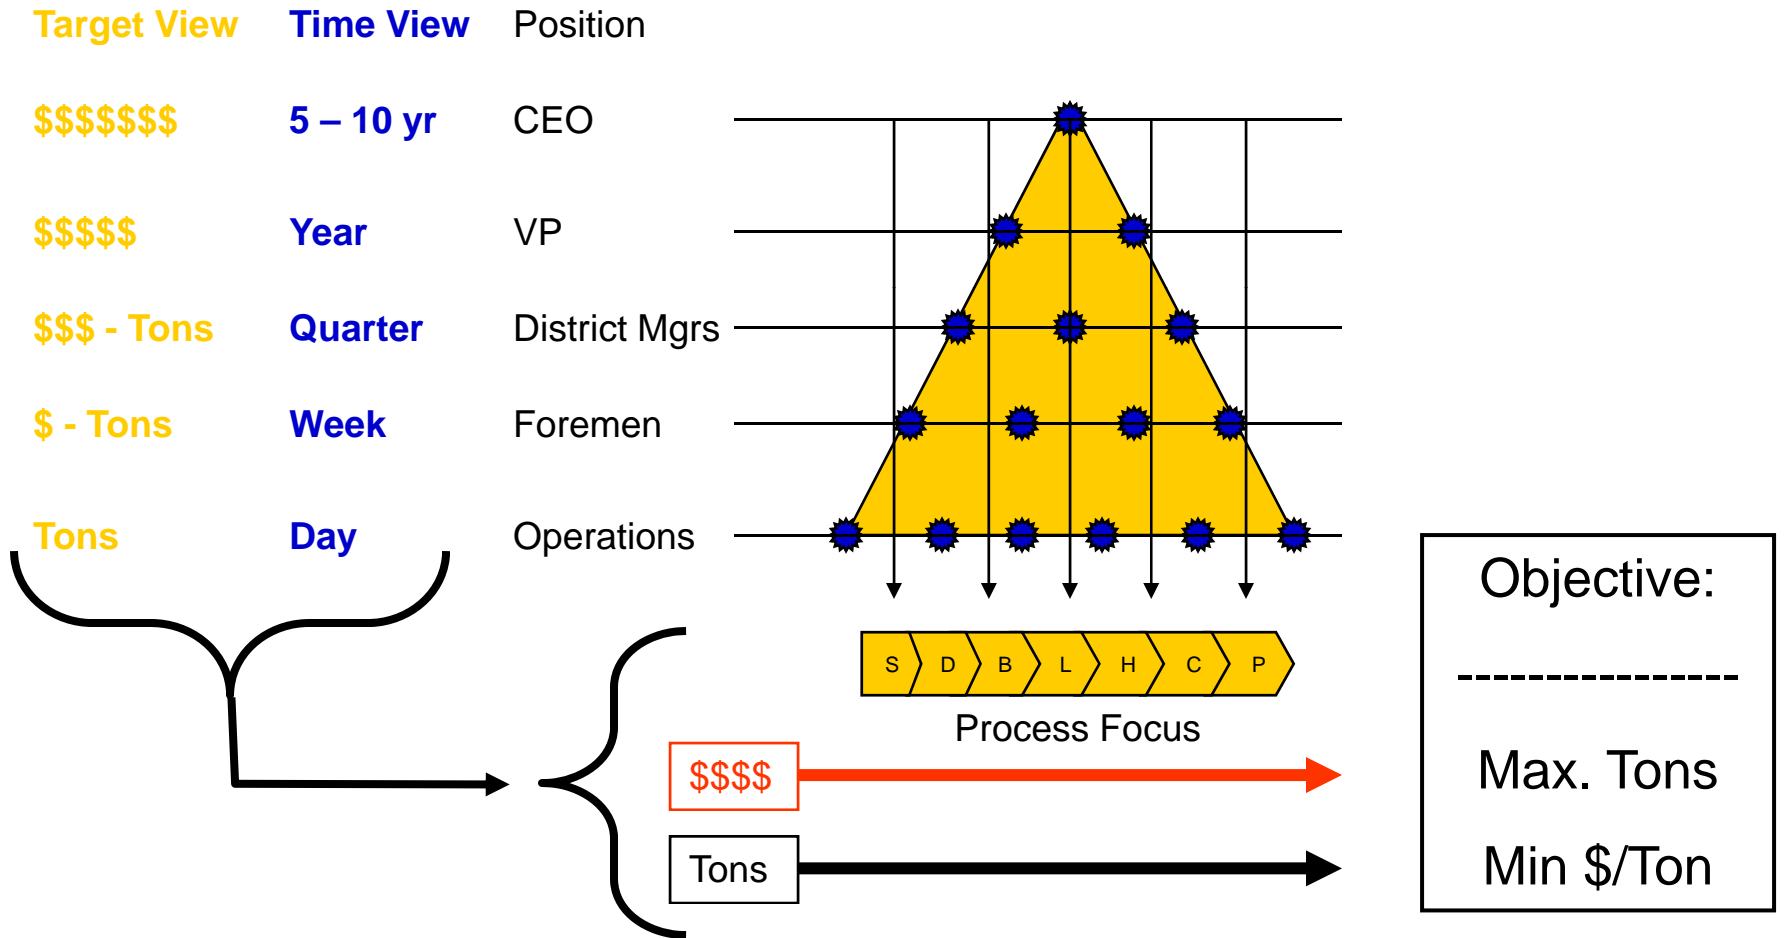 Target View Time View Position
$$$$$$$ 5 – 10 yr CEO
$$$$$ Year VP
$$$ - Tons Quarter District Mgrs
$ - Tons Week Foremen
Tons Day Operations
S D B L H C P
Process Focus
$$$$
Tons
Objective:
----------------
Max. Tons
Min $/Ton